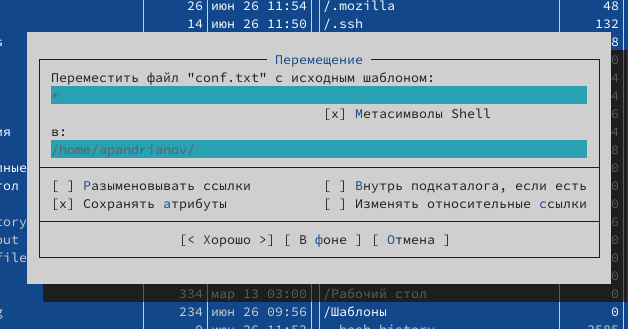 26 июн 26 11:54 /.mozilla 48
14 июн 26 11:50 /.ssh 132
Перемещение
Переместить файл "conf.txt" с исходным шаблоном:
*
[x] Метасимволы Shell
в:
/home/apandrianov/
[ ] Разыменовывать ссылки [ ] Внутрь подкаталога, если есть
[x] Сохранять атрибуты [ ] Изменять относительные ссылки
[< Хорошо >] [ В фоне ] [ Отмена ]
334 мар 13 03:00 /Рабочий стол 0
234 июн 26 09:56 /Шаблоны 0